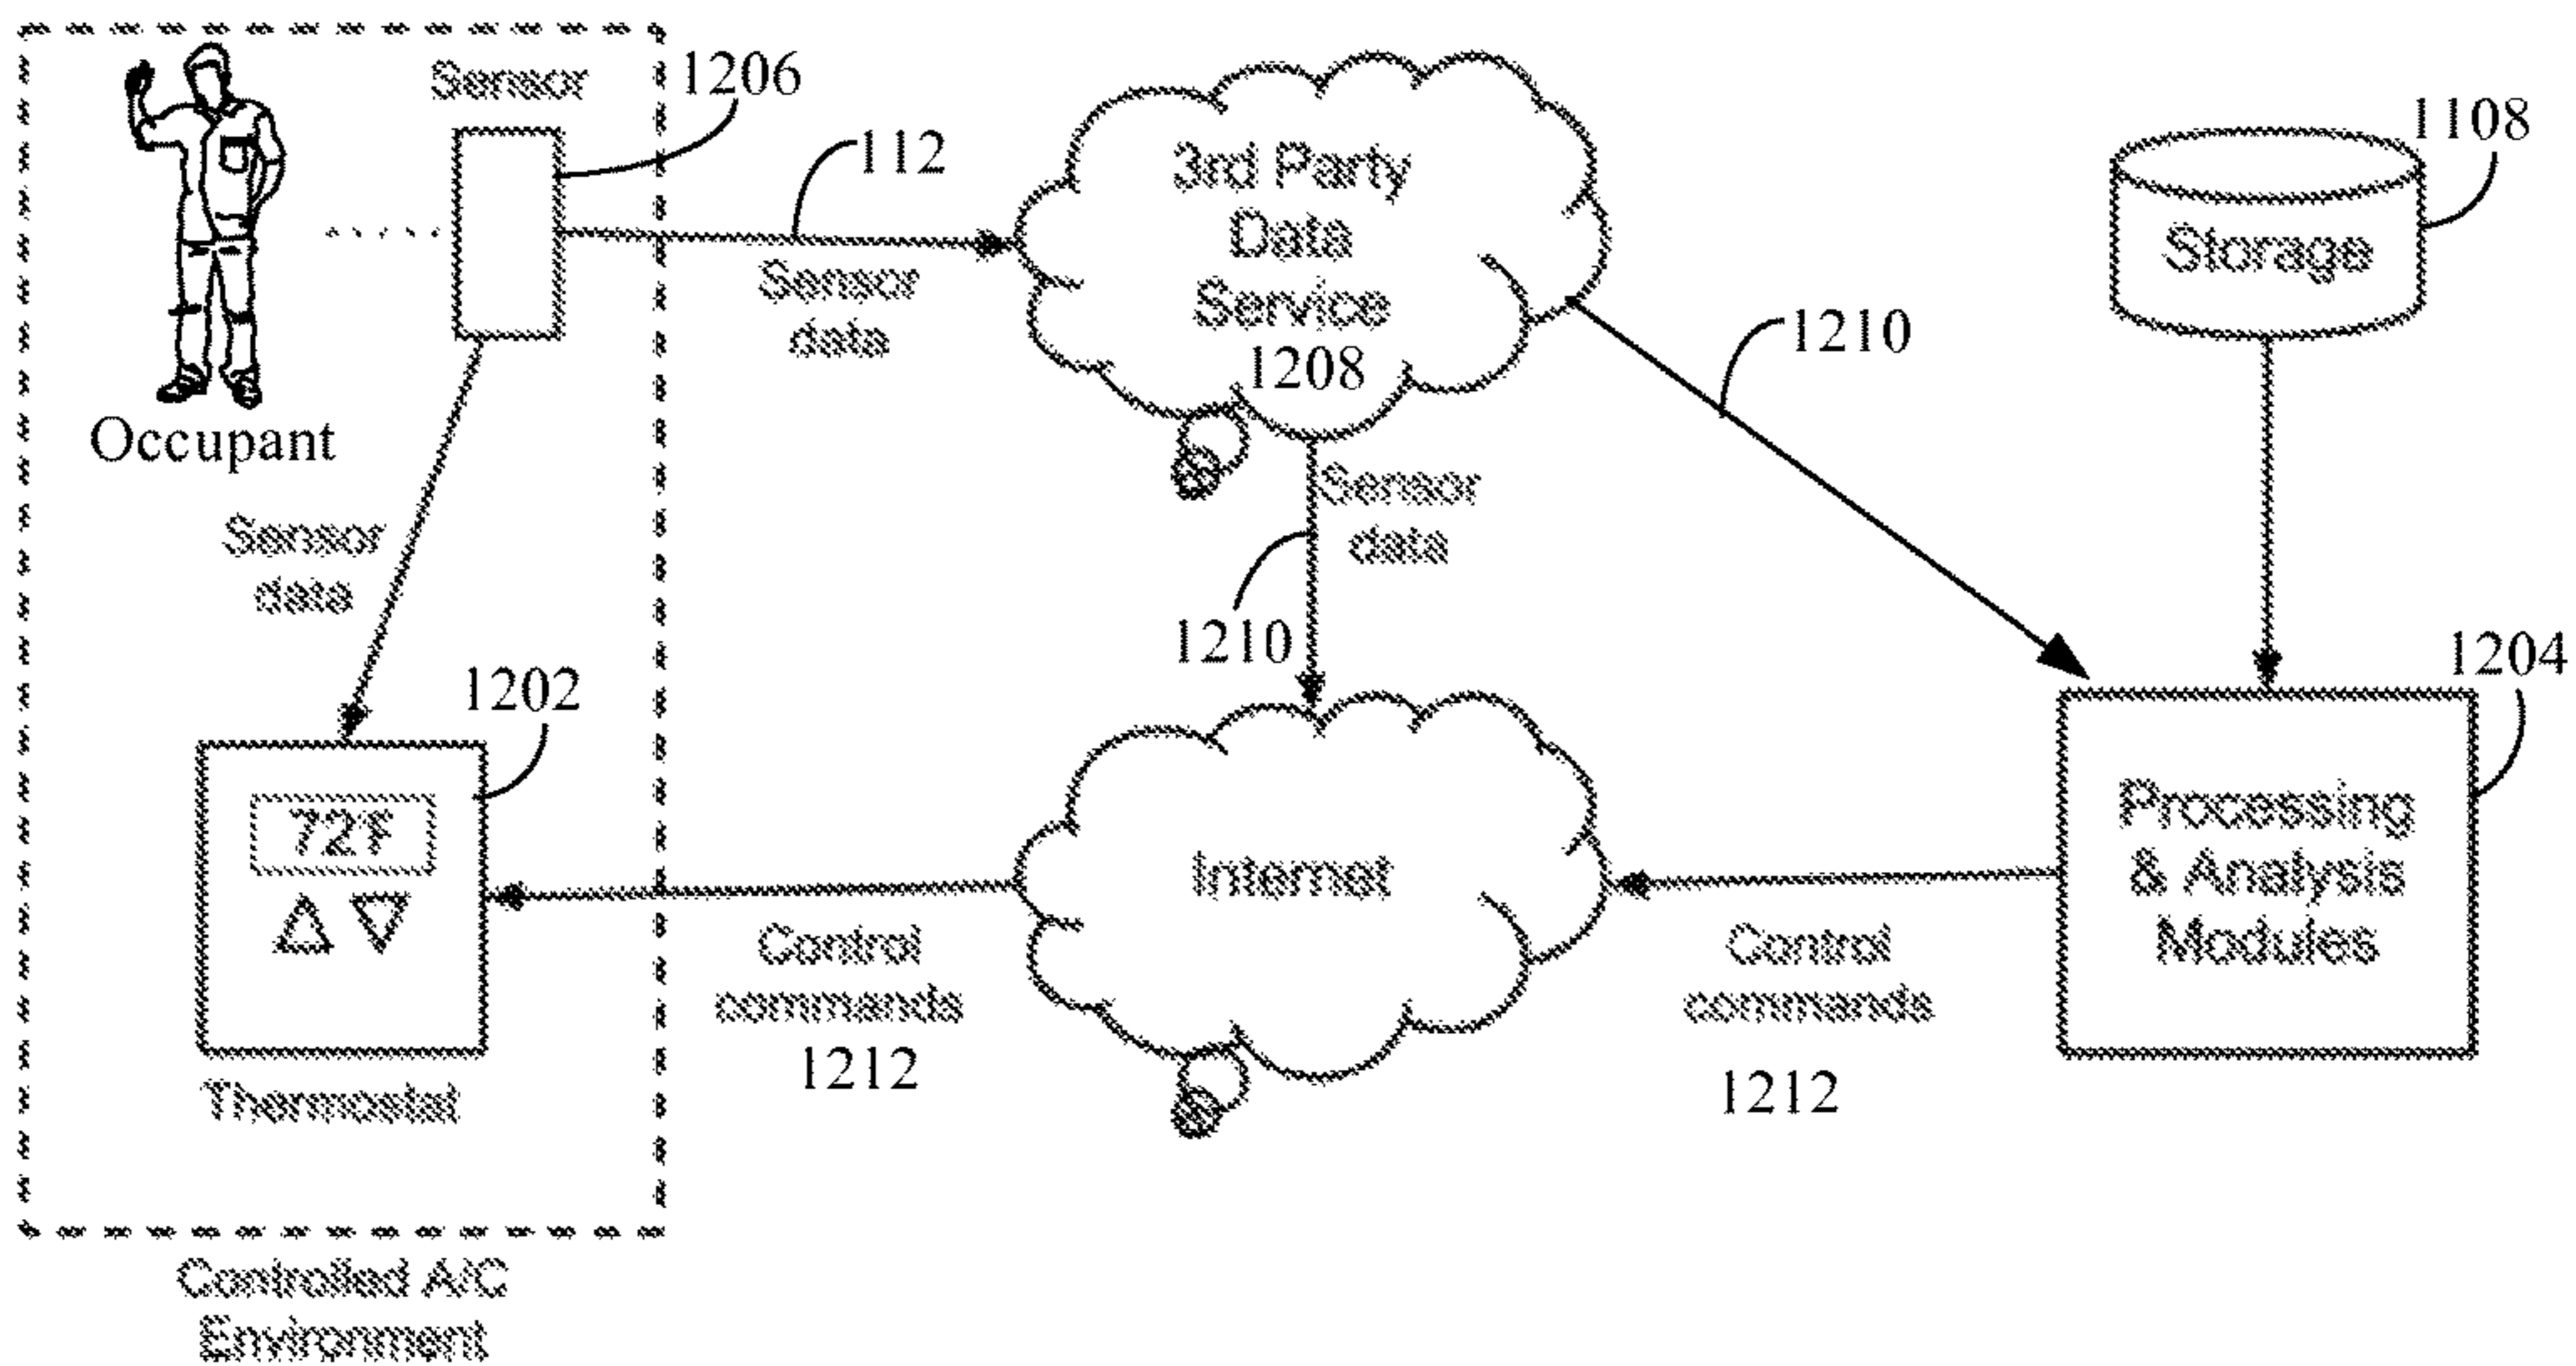 Sensor
1206
112
3rd Party
Data
Service
1208
Sensor
data
1108
Storage
1210
Occupant
Sensor
data
Sensor
data
1210
1202
1204
72°F
Processing
& Analysis
Modules
Internet
Control
commands
1212
Control
commands
1212
Thermostat
Controlled A/C
Environment